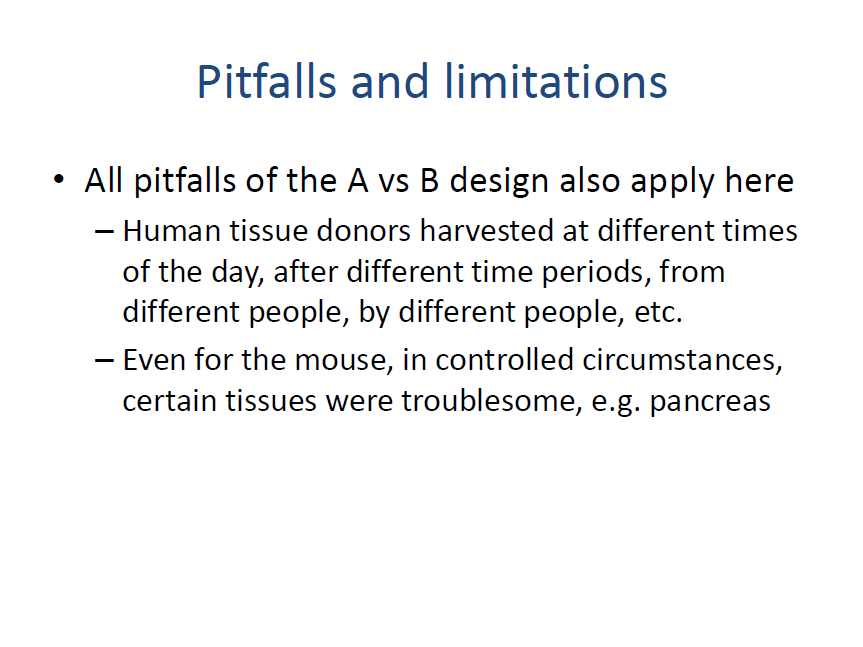 Pitfalls and limitations
• All pitfalls of the A vs B design also apply here
– Human tissue donors harvested at different times
of the day, after different time periods, from
different people, by different people, etc.
– Even for the mouse, in controlled circumstances,
certain tissues were troublesome, e.g. pancreas